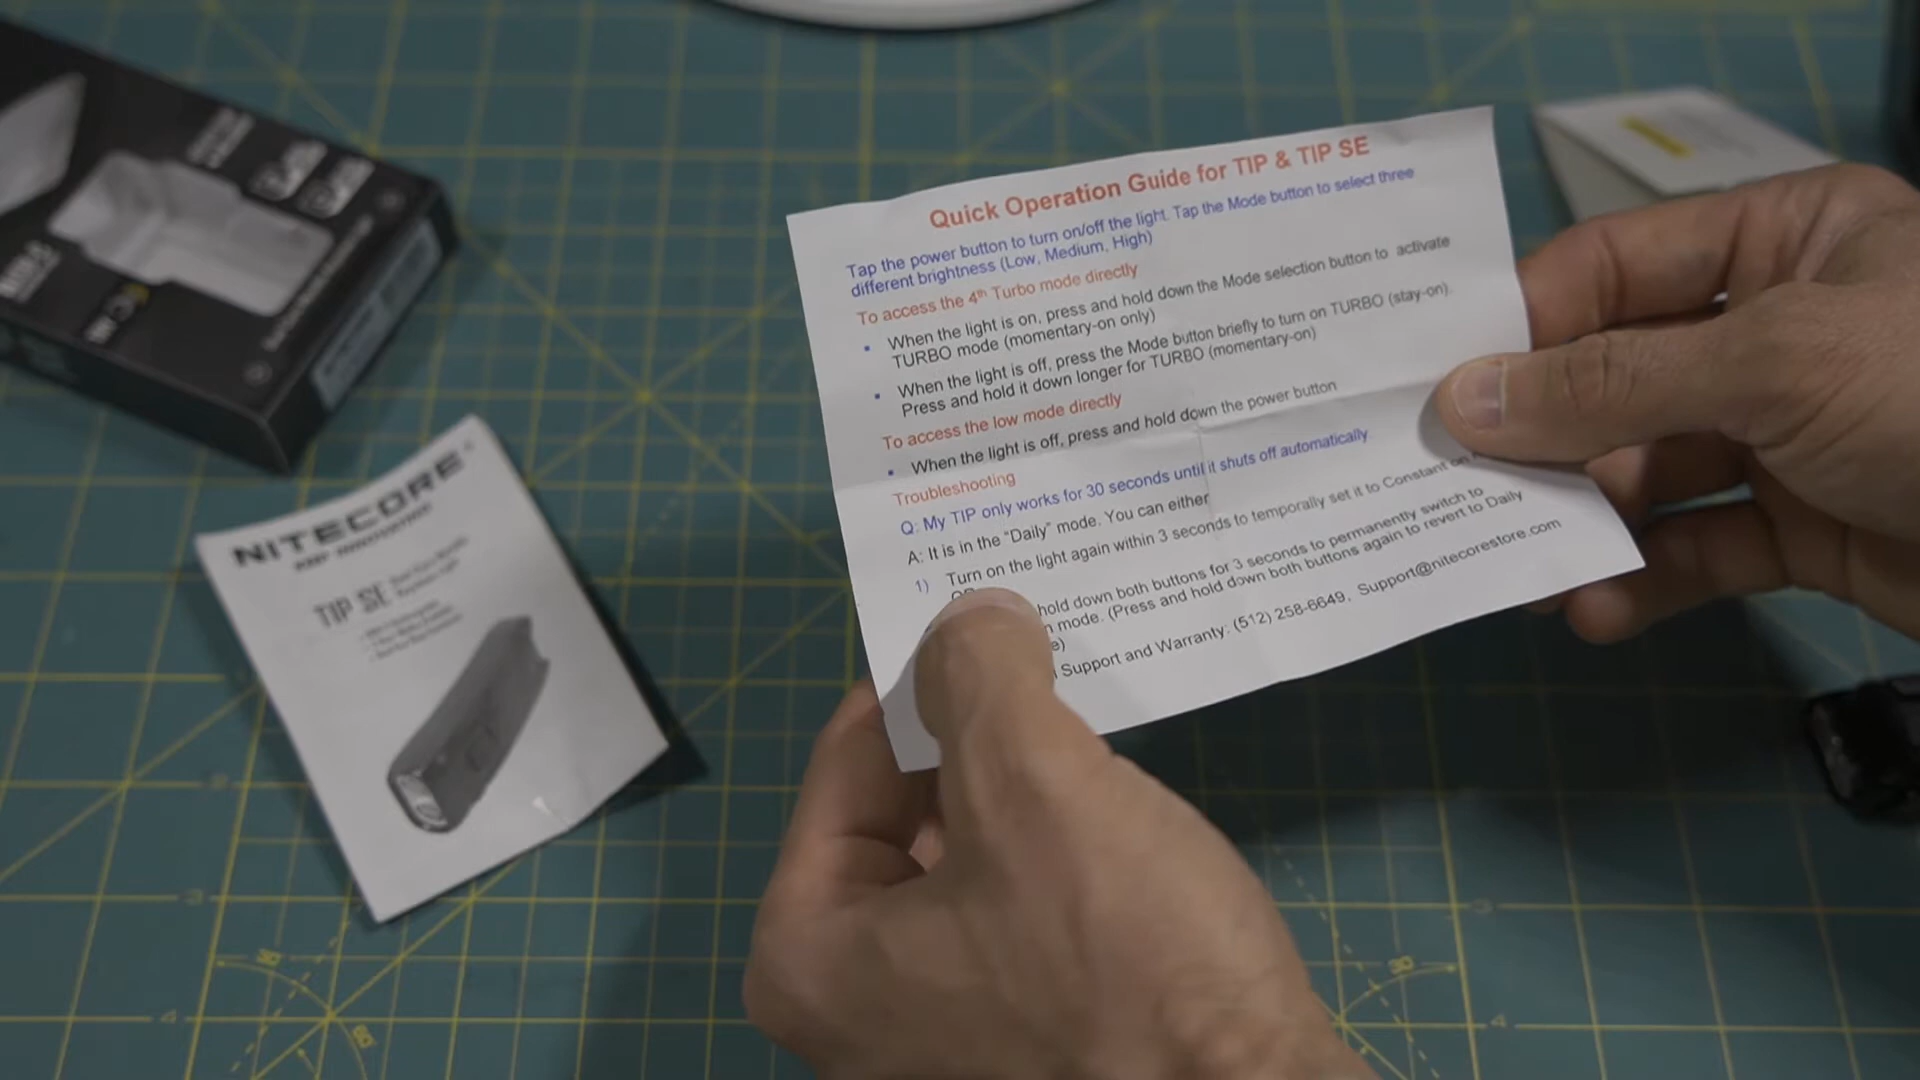 NITECORE
TIP SE
Quick Operation Guide for TIP & TIP SE
Tap the power button to turn on/off the light. Tap the Mode button to select three
different brightness (Low, Medium, High)
To access the 4th Turbo mode directly
• When the light is on, press and hold down the Mode selection button to activate
TURBO mode (momentary-on only)
• When the light is off, press the Mode button briefly to turn on TURBO (stay-on).
Press and hold it down longer for TURBO (momentary-on)
To access the low mode directly
• When the light is off, press and hold down the power button
Troubleshooting
Q: My TIP only works for 30 seconds until it shuts off automatically
A: It is in the “Daily” mode. You can either
1) Turn on the light again within 3 seconds to temporally set it to Constant on
hold down both buttons for 3 seconds to permanently switch to
mode. (Press and hold down both buttons again to revert to Daily
Support and Warranty: (512) 258-6649, Support@nitecorestore.com
30
60
4
3
30
4